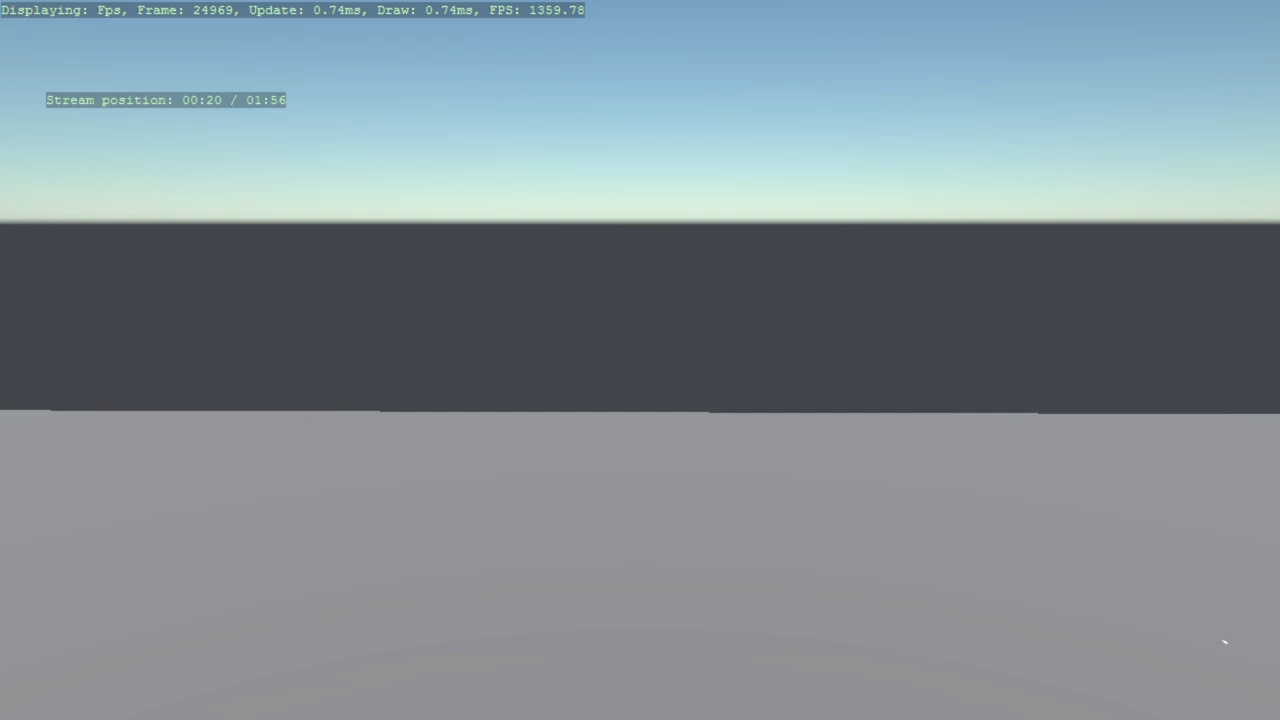 Displaying: Fps, Frame: 24969, Update: 0.74ms, Draw: 0.74ms, FPS: 1359.78
Stream position: 00:20 / 01:56